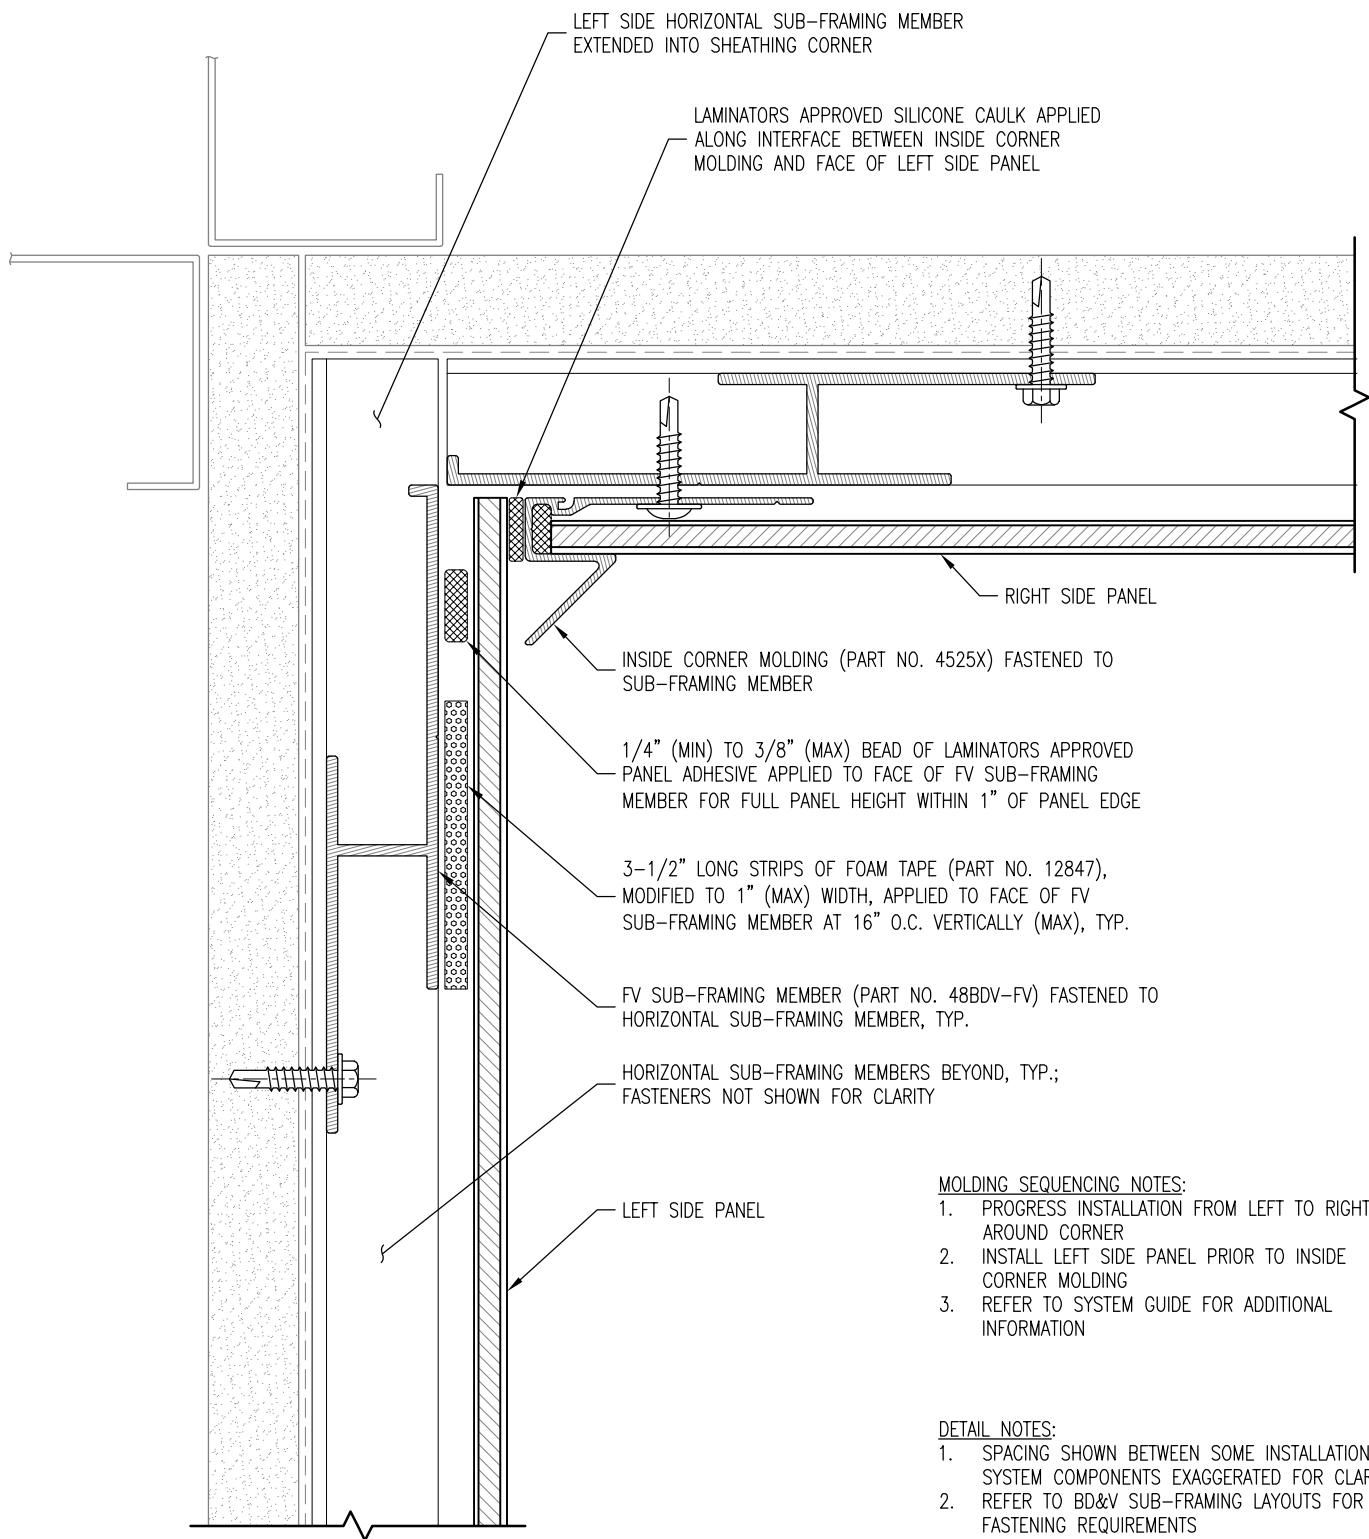 LEFT SIDE HORIZONTAL SUB-FRAMING MEMBER
EXTENDED INTO SHEATHING CORNER
LAMINATORS APPROVED SILICONE CAULK APPLIED
ALONG INTERFACE BETWEEN INSIDE CORNER
MOLDING AND FACE OF LEFT SIDE PANEL
RIGHT SIDE PANEL
INSIDE CORNER MOLDING (PART NO. 4525X) FASTENED TO
SUB-FRAMING MEMBER
1/4" (MIN) TO 3/8" (MAX) BEAD OF LAMINATORS APPROVED
PANEL ADHESIVE APPLIED TO FACE OF FV SUB-FRAMING
MEMBER FOR FULL PANEL HEIGHT WITHIN 1" OF PANEL EDGE
3-1/2" LONG STRIPS OF FOAM TAPE (PART NO. 12847),
MODIFIED TO 1" (MAX) WIDTH, APPLIED TO FACE OF FV
SUB-FRAMING MEMBER AT 16" O.C. VERTICALLY (MAX), TYP.
FV SUB-FRAMING MEMBER (PART NO. 48BDV-FV) FASTENED TO
HORIZONTAL SUB-FRAMING MEMBER, TYP.
HORIZONTAL SUB-FRAMING MEMBERS BEYOND, TYP.;
FASTENERS NOT SHOWN FOR CLARITY
LEFT SIDE PANEL
MOLDING SEQUENCING NOTES:
1. PROGRESS INSTALLATION FROM LEFT TO RIGHT
AROUND CORNER
2. INSTALL LEFT SIDE PANEL PRIOR TO INSIDE
CORNER MOLDING
3. REFER TO SYSTEM GUIDE FOR ADDITIONAL
INFORMATION
DETAIL NOTES:
1. SPACING SHOWN BETWEEN SOME INSTALLATION
SYSTEM COMPONENTS EXAGGERATED FOR
2. REFER TO BD&V SUB-FRAMING LAYOUTS FOR
FASTENING REQUIREMENTS